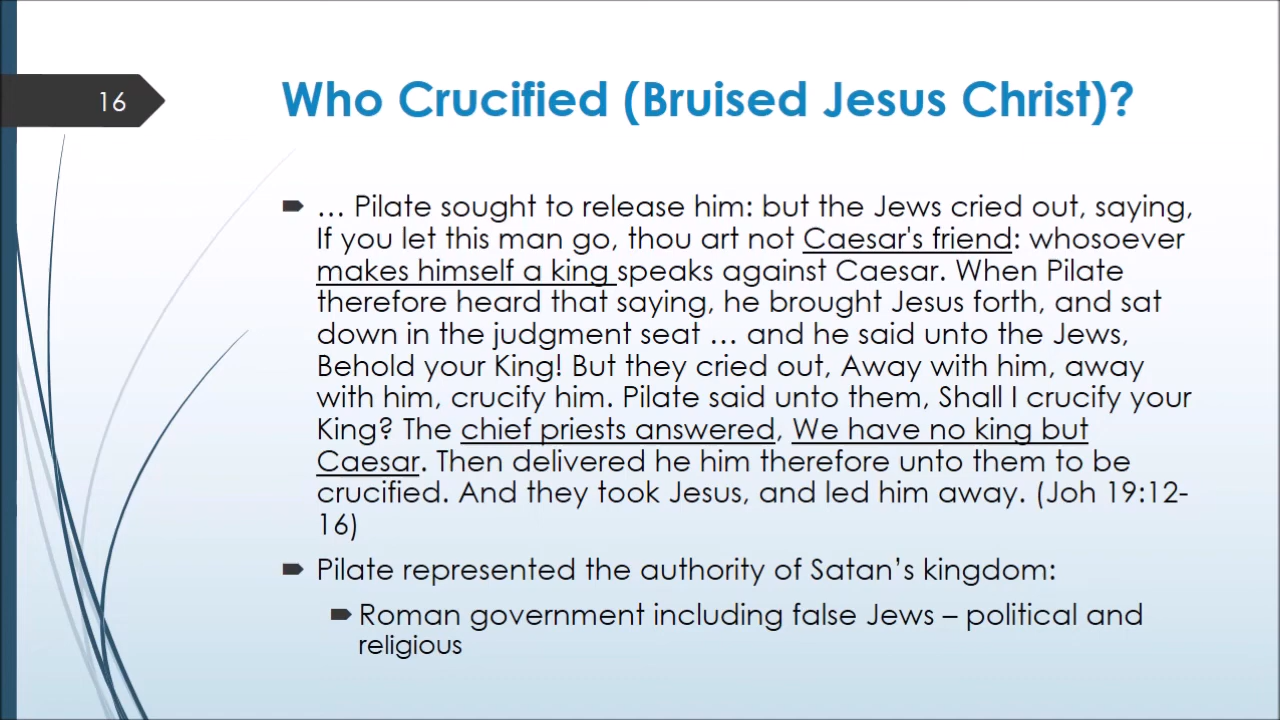 16
Who Crucified (Bruised Jesus Christ)?
… Pilate sought to release him: but the Jews cried out, saying,
If you let this man go, thou art not Caesar's friend: whosoever
makes himself a king speaks against Caesar. When Pilate
therefore heard that saying, he brought Jesus forth, and sat
down in the judgment seat … and he said unto the Jews,
Behold your King! But they cried out, Away with him, away
with him, crucify him. Pilate said unto them, Shall I crucify your
King? The chief priests answered, We have no king but
Caesar. Then delivered he him therefore unto them to be
crucified. And they took Jesus, and led him away. (Joh 19:12-
16)
Pilate represented the authority of Satan’s kingdom:
Roman government including false Jews – political and
religious